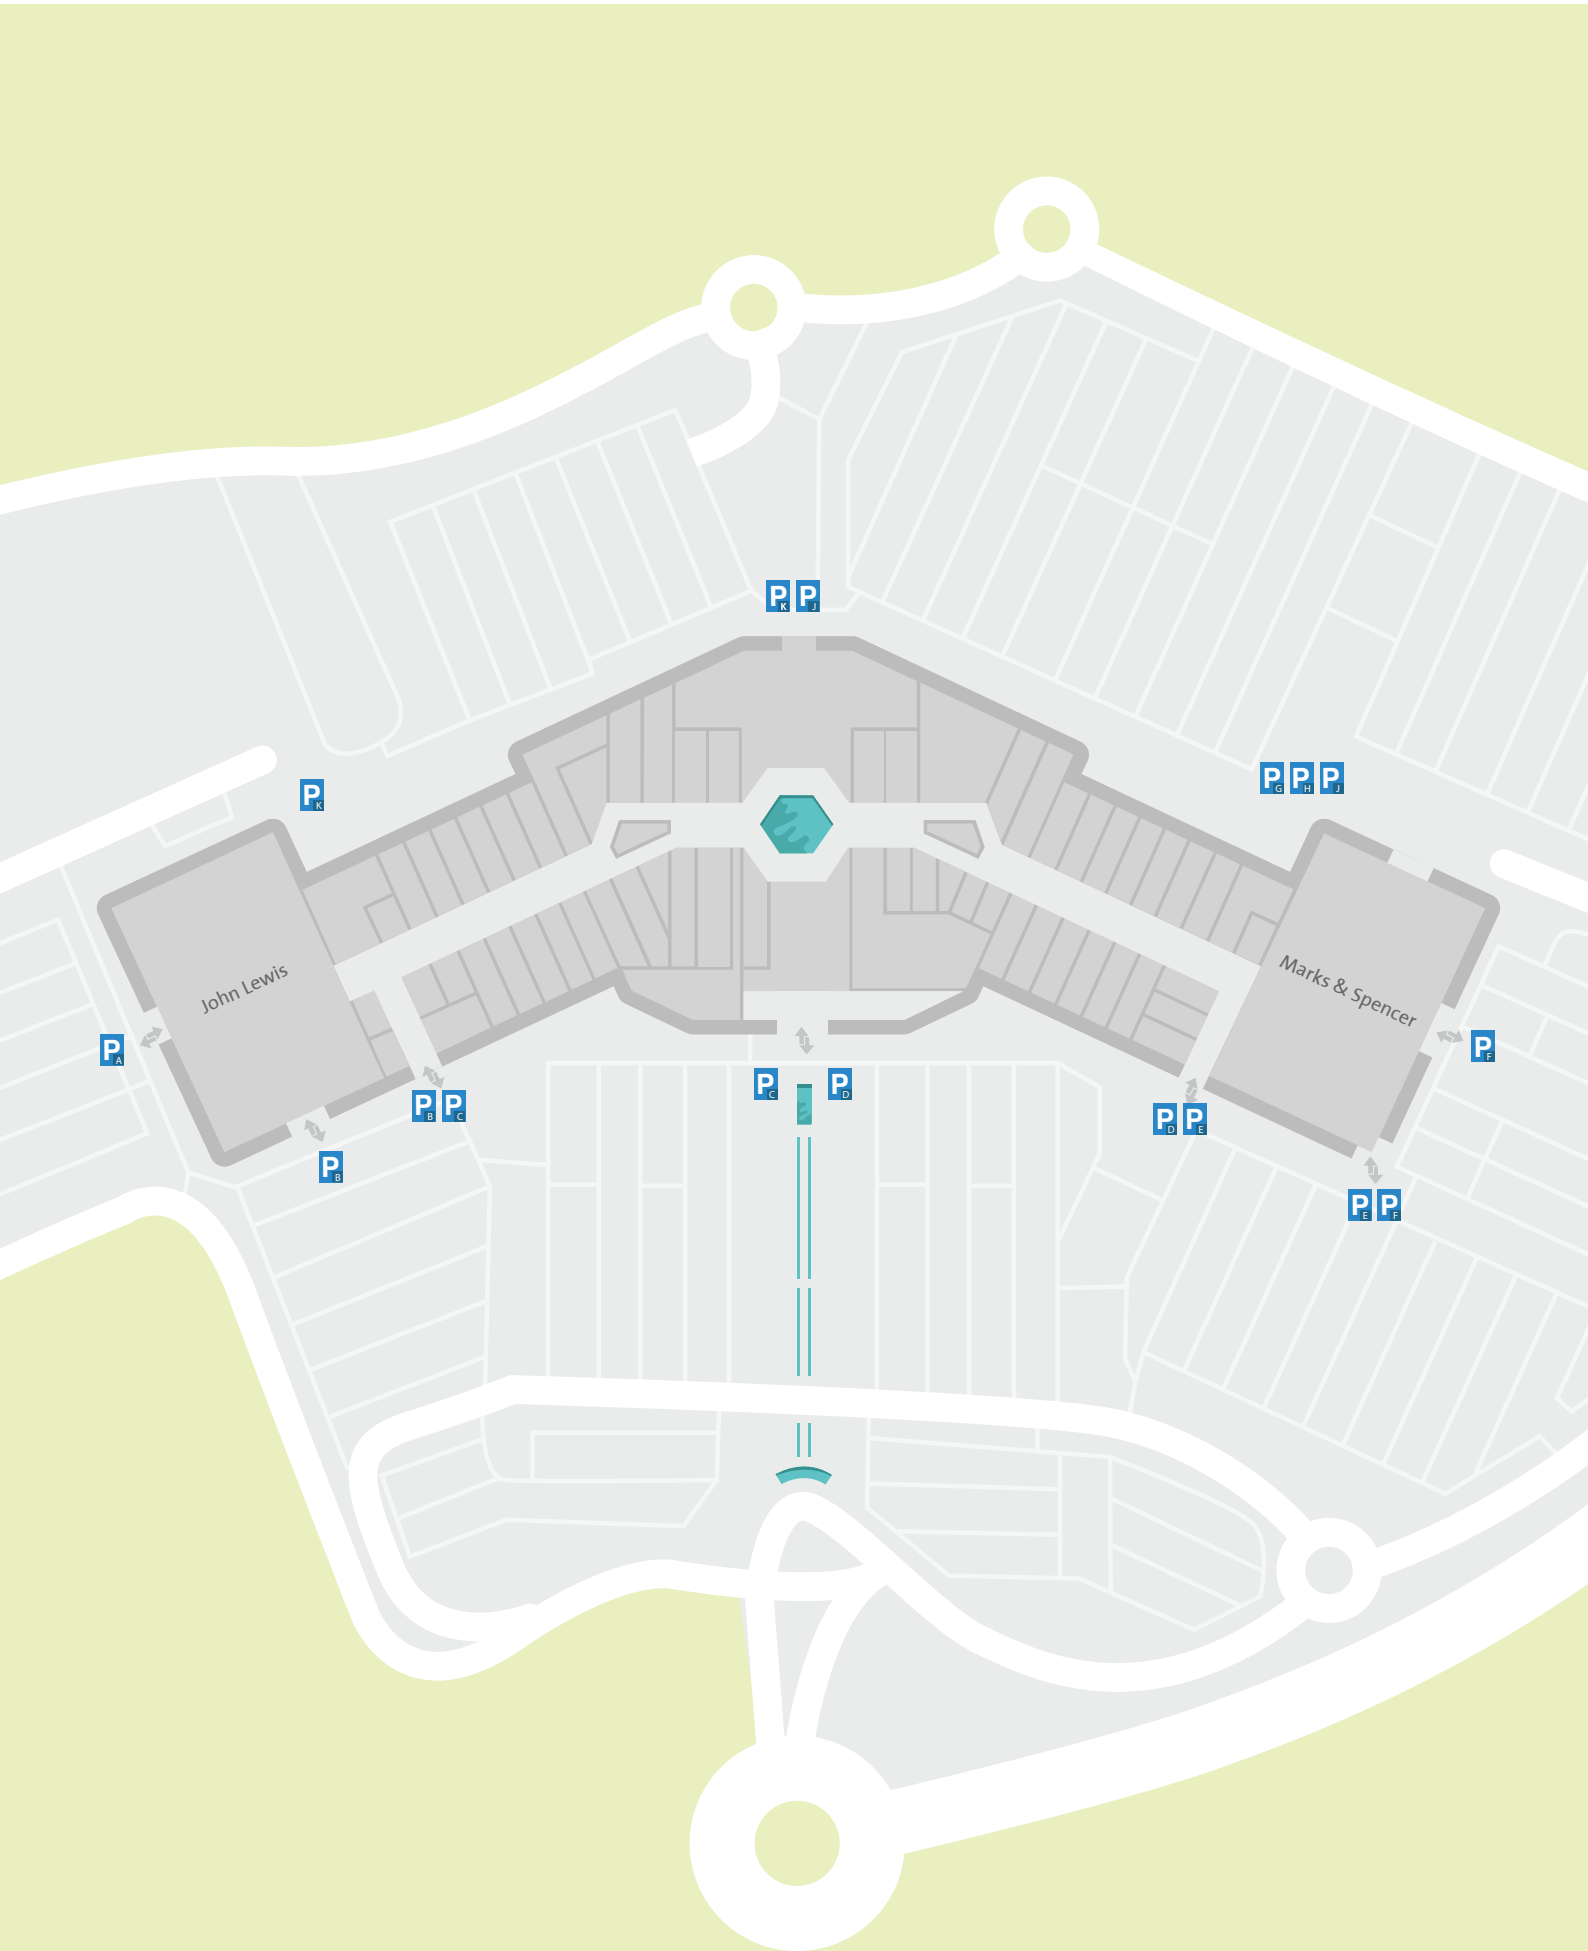 P K P J
P G P H P J
P K
John Lewis
Marks & Spencer
P A
P F
P B P C
P C
P D
P D P E
P B
P E P F